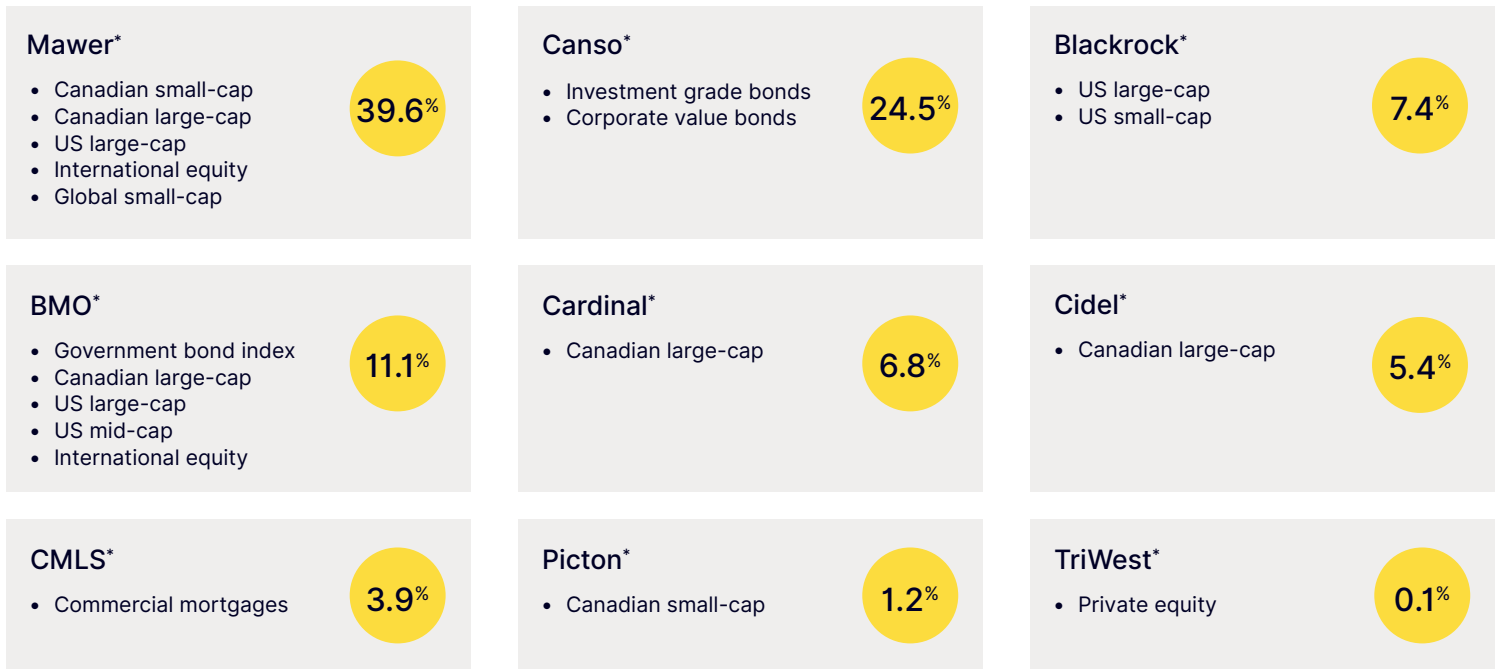 Mawer*
• Canadian small-cap
• Canadian large-cap
• US large-cap
• International equity
• Global small-cap
39.6%
Canso*
• Investment grade bonds
• Corporate value bonds
24.5%
Blackrock*
• US large-cap
• US small-cap
7.4%
BMO*
• Government bond index
• Canadian large-cap
• US large-cap
• US mid-cap
• International equity
11.1%
Cardinal*
• Canadian large-cap
6.8%
Cidel*
• Canadian large-cap
5.4%
CMLS*
• Commercial mortgages
3.9%
Picton*
• Canadian small-cap
1.2%
TriWest*
• Private equity
0.1%